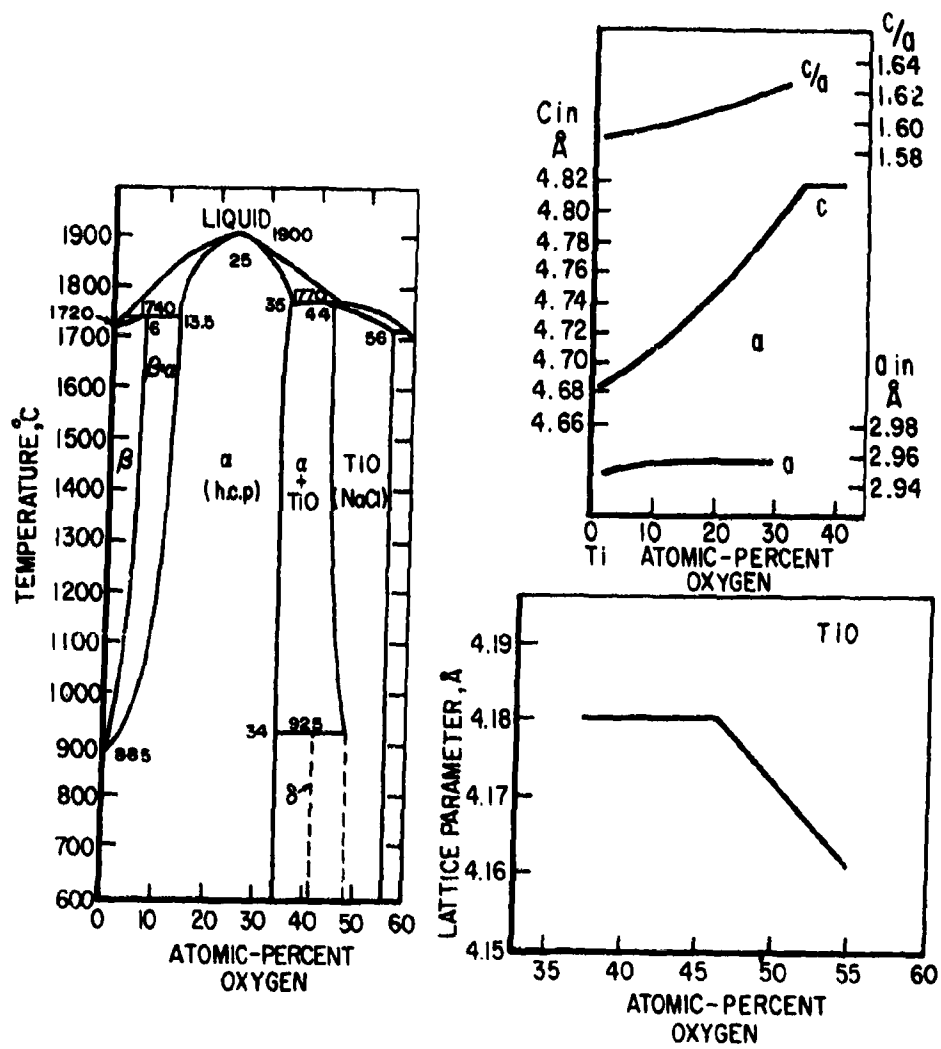 LIQUID
1900
1900
25
1800
1770
35
44
1720
1740
6
13.5
1700
56
β+α
1600
1500
β
α
(h.c.p)
α
+
TiO
TiO
(NaCl)
1400
1300
1200
1100
1000
34
925
900
885
800
δ
700
600
0 10 20 30 40 50 60
TEMPERATURE,°C
ATOMIC-PERCENT
OXYGEN
c/a
c/a
1.64
1.62
1.60
1.58
C in
Å
4.82
4.80
4.78
4.76
4.74
4.72
4.70
4.68
4.66
c
a
a in
Å
2.98
2.96
2.94
a
0 10 20 30 40
Ti ATOMIC-PERCENT
OXYGEN
TiO
4.19
4.18
4.17
4.16
4.15
LATTICE PARAMETER, Å
35 40 45 50 55 60
ATOMIC-PERCENT
OXYGEN